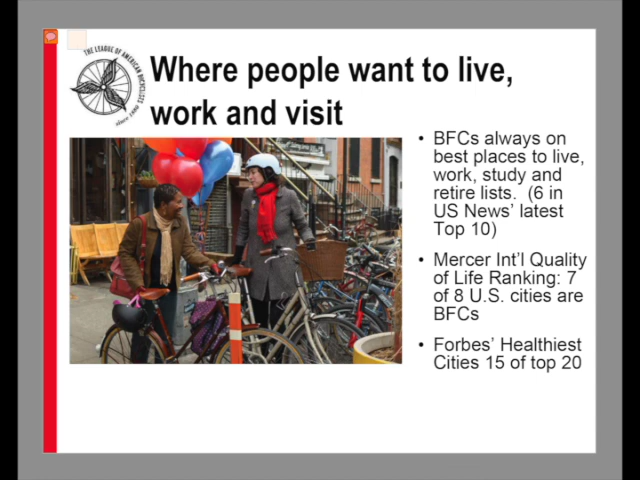 THE LEAGUE OF AMERICAN BICYCLISTS
since 1880
Where people want to live,
work and visit
• BFCs always on
best places to live,
work, study and
retire lists. (6 in
US News' latest
Top 10)
• Mercer Int'l Quality
of Life Ranking: 7
of 8 U.S. cities are
BFCs
• Forbes' Healthiest
Cities 15 of top 20